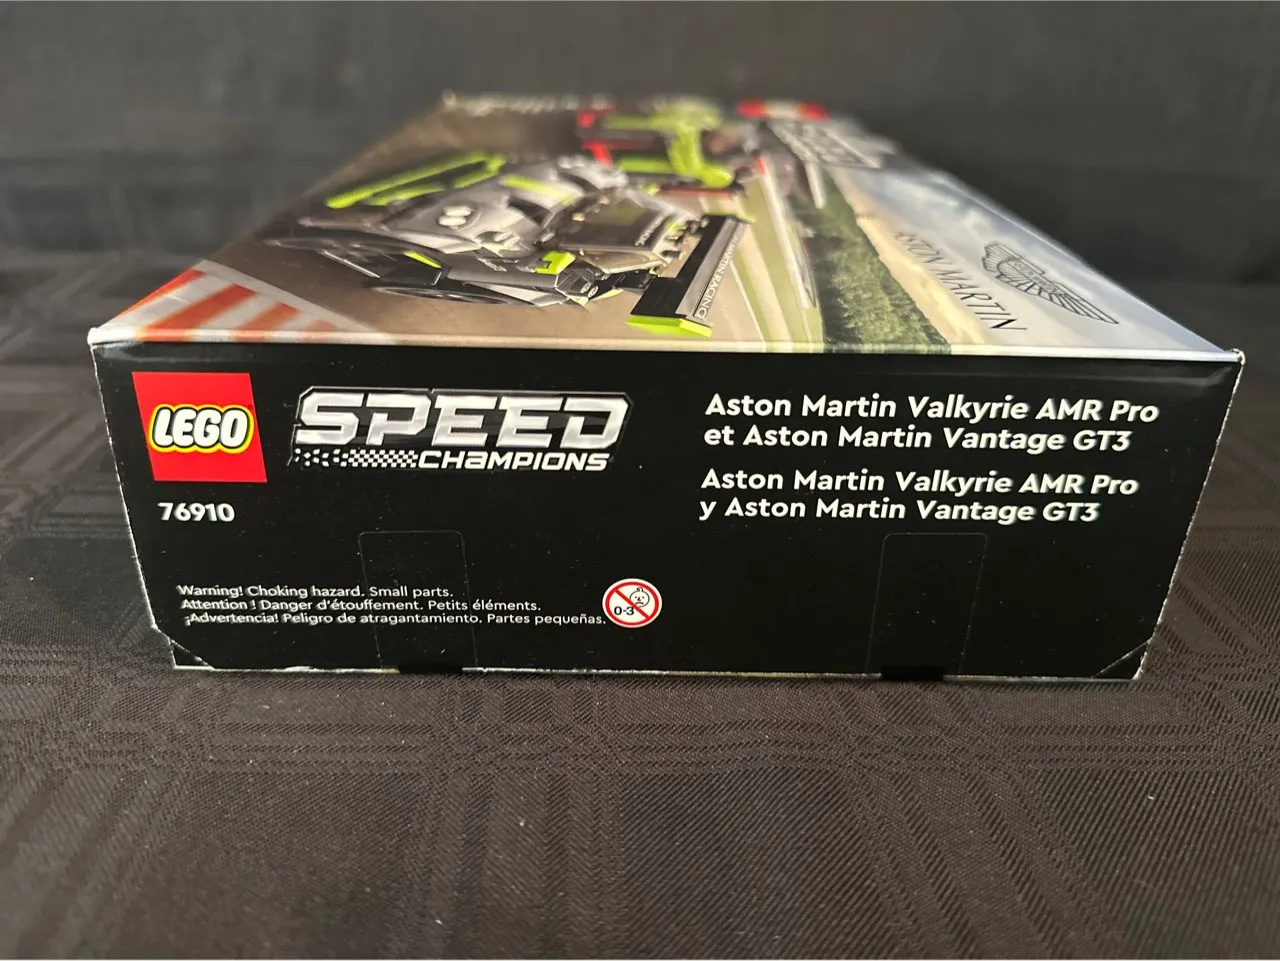 ASTON MARTIN
MARTIN RACING
LEGO
SPEED
CHAMPIONS
76910
Aston Martin Valkyrie AMR Pro
et Aston Martin Vantage GT3
Aston Martin Valkyrie AMR Pro
y Aston Martin Vantage GT3
Warning! Choking hazard. Small parts.
Attention ! Danger d'étouffement. Petits éléments.
¡Advertencia! Peligro de atragantamiento. Partes pequeñas.
0-3